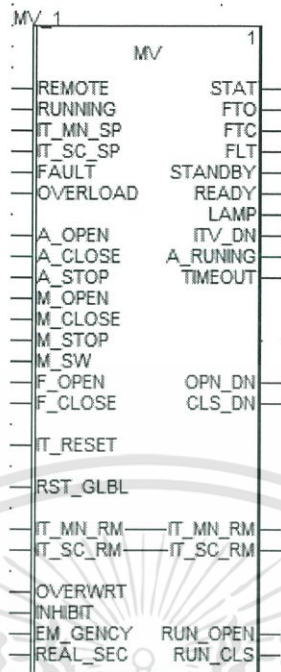 MV_1
1
MV
REMOTE STAT
RUNNING FTO
IT_MN_SP FTC
IT_SC_SP FLT
FAULT STANDBY
OVERLOAD READY
LAMP
A_OPEN ITV_DN
A_CLOSE A_RUNING
A_STOP TIMEOUT
M_OPEN
M_CLOSE
M_STOP
M_SW
F_OPEN OPN_DN
F_CLOSE CLS_DN
IT_RESET
RST_GLBL
IT_MN_RM IT_MN_RM
IT_SC_RM IT_SC_RM
OVERWRT
INHIBIT
EM_GENCY RUN_OPEN
REAL_SEC RUN_CLS